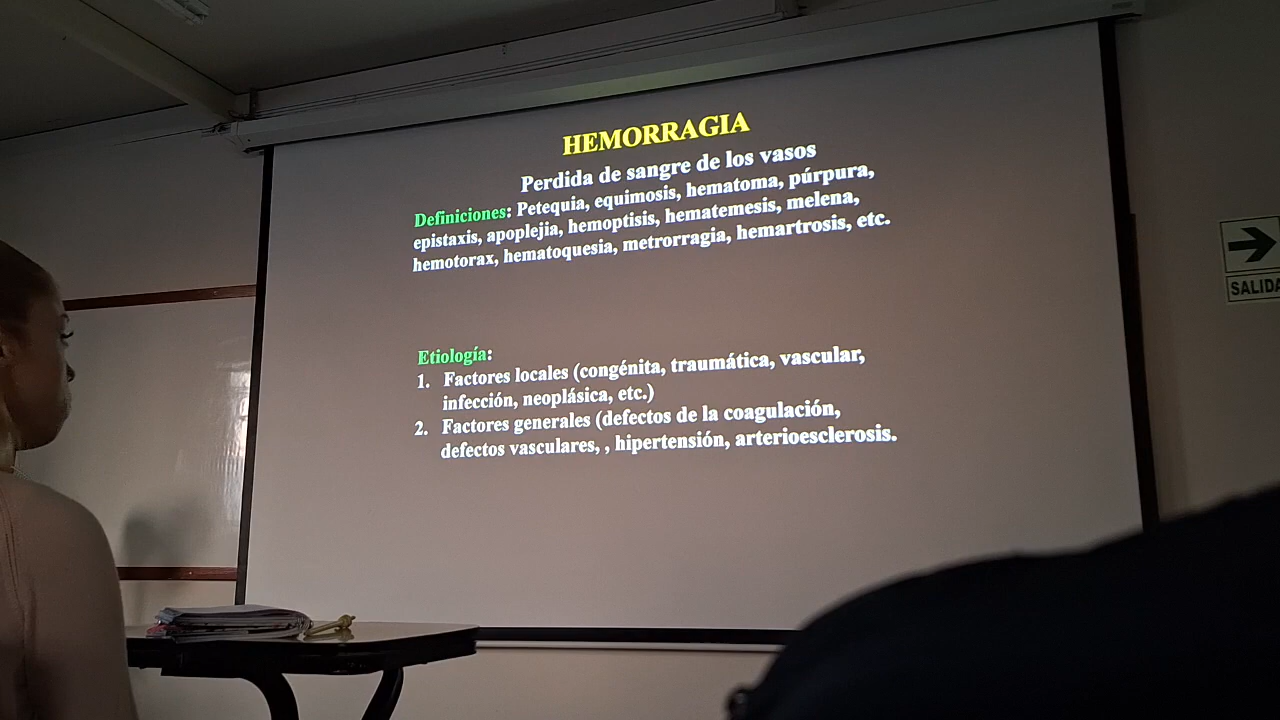 HEMORRAGIA
Perdida de sangre de los vasos
Definiciones: Petequia, equimosis, hematoma, púrpura,
epistaxis, apoplejia, hemoptisis, hematemesis, melena,
hemotorax, hematoquesia, metrorragia, hemartrosis, etc.
Etiología:
1. Factores locales (congénita, traumática, vascular,
infección, neoplásica, etc.)
2. Factores generales (defectos de la coagulación,
defectos vasculares, , hipertensión, arterioesclerosis.
SALIDA